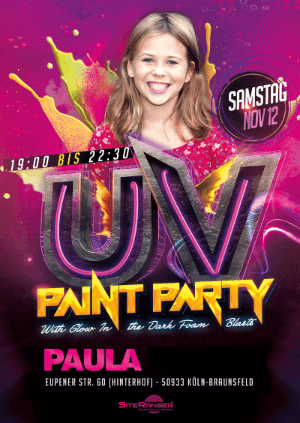 SAMSTAG
NOV 12
19:00 BIS 22:30
UV
PAINT PARTY
With Glow In the Dark Foam Blasts
PAULA
EUPENER STR. 60 (HINTERHOF) - 50933 KÖLN-BRAUNSFELD
SITERANGER